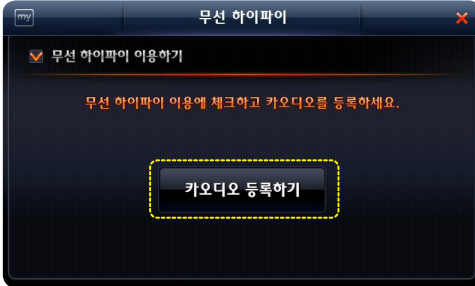 my
무선 하이파이
무선 하이파이 이용하기
무선 하이파이 이용에 체크하고 카오디오를 등록하세요.
카오디오 등록하기